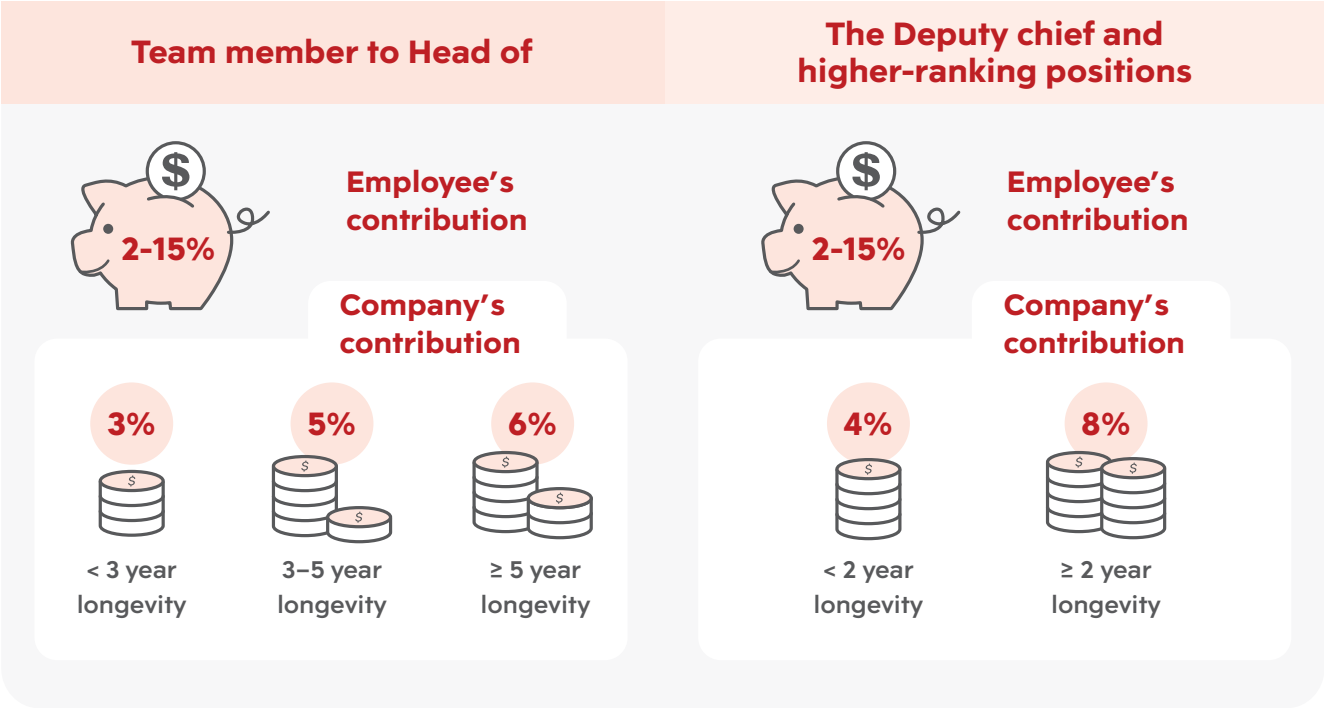 Team member to Head of
The Deputy chief and
higher-ranking positions
$
2-15%
Employee's
contribution
Company's
contribution
3%
$
< 3 year
longevity
5%
$
$
3–5 year
longevity
6%
$
$
≥ 5 year
longevity
$
2-15%
Employee's
contribution
Company's
contribution
4%
$
< 2 year
longevity
8%
$
$
≥ 2 year
longevity